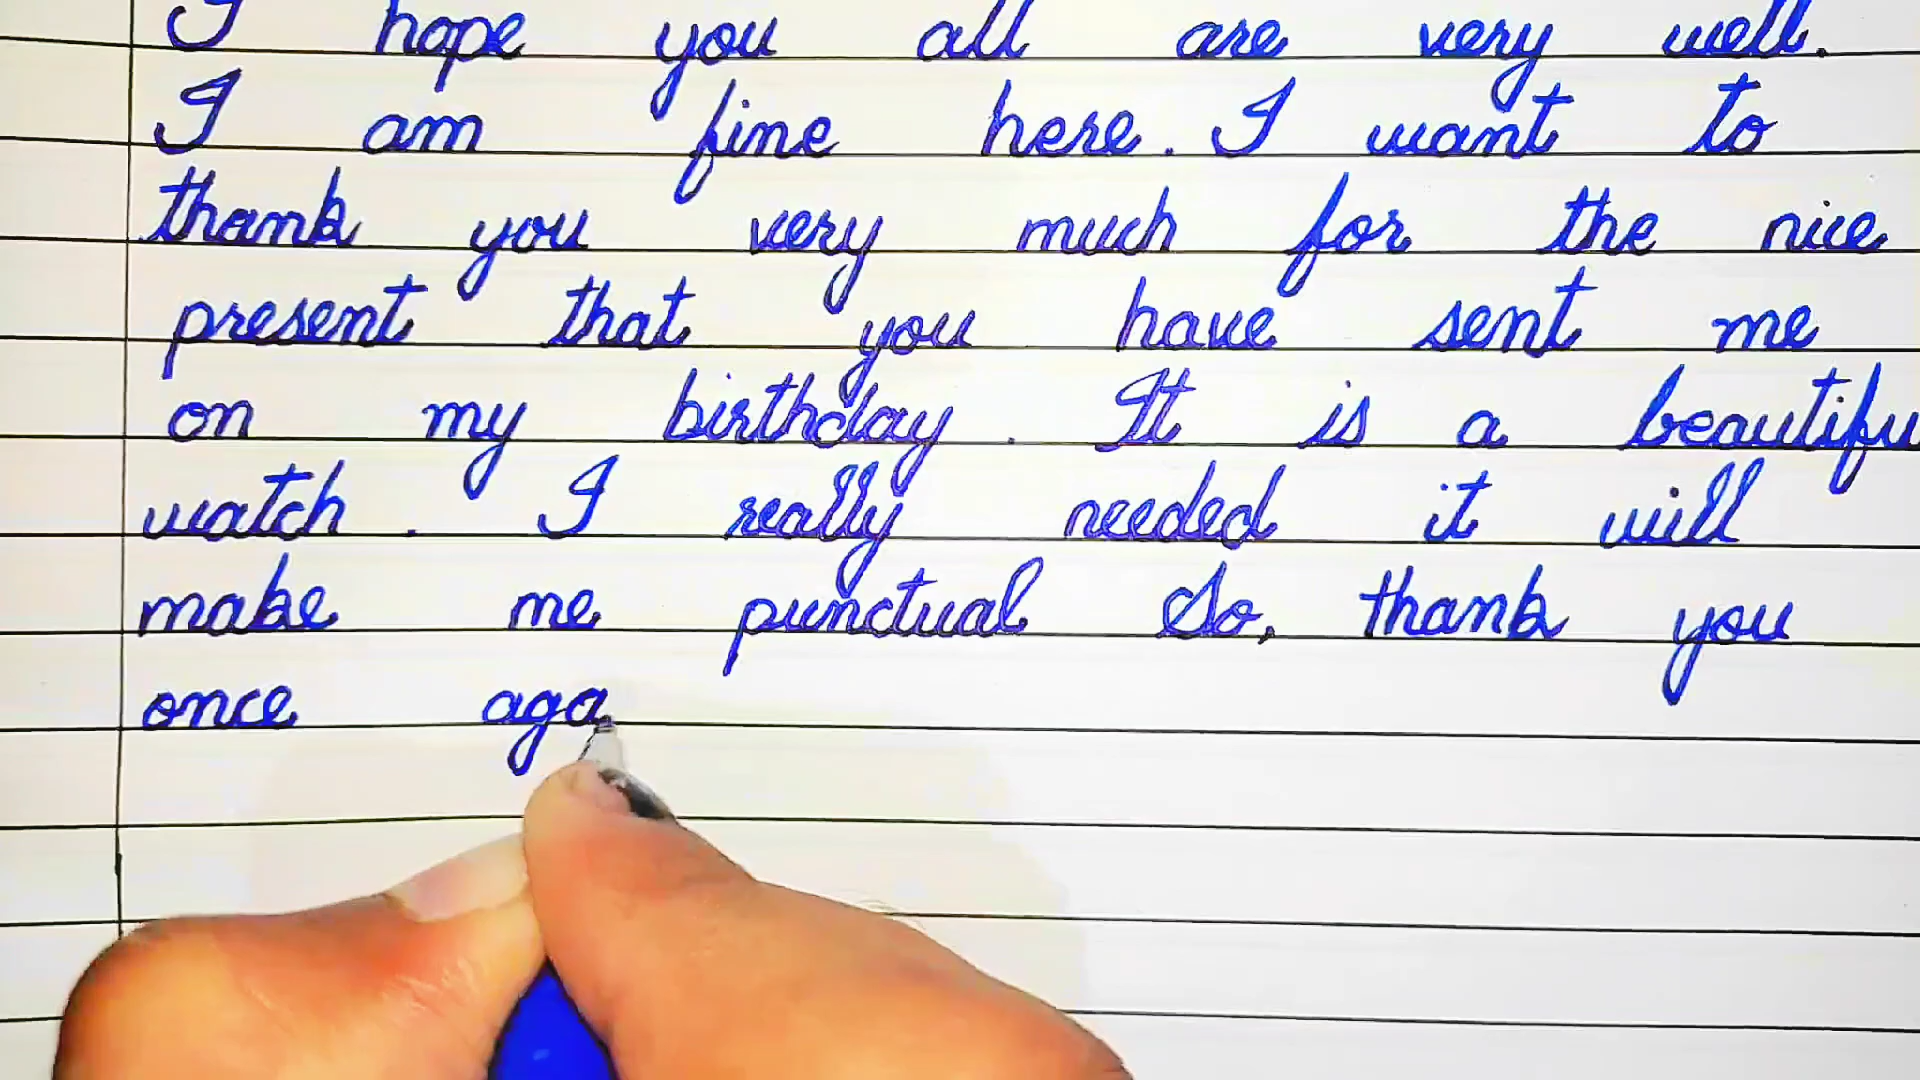 I hope you all are very well.
I am fine here. I want to
thank you very much for the nice
present that you have sent me
on my birthday. It is a beautifu
watch. I really needed it will
make me punctual So, thank you
once aga